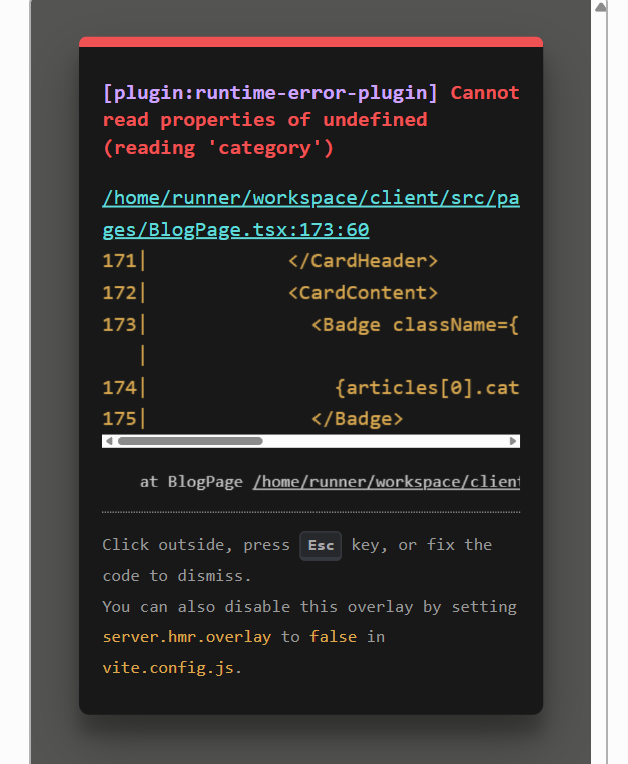 [plugin:runtime-error-plugin] Cannot
read properties of undefined
(reading 'category')
/home/runner/workspace/client/src/pa
ges/BlogPage.tsx:173:60
171|            </CardHeader>
172|            <CardContent>
173|              <Badge className={
   |
174|                {articles[0].cat
175|              </Badge>
at BlogPage /home/runner/workspace/client
Click outside, press Esc key, or fix the
code to dismiss.
You can also disable this overlay by setting
server.hmr.overlay to false in
vite.config.js.